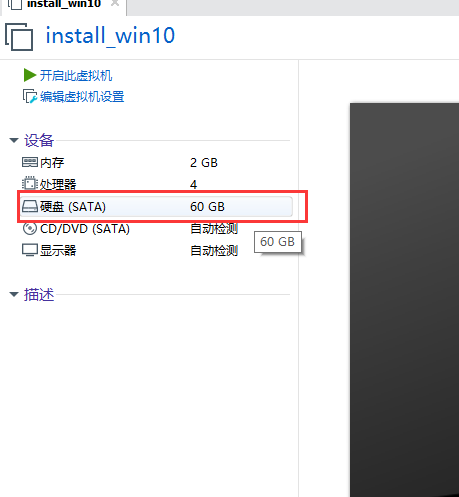 install_win10
install_win10
开启此虚拟机
编辑虚拟机设置
设备
内存 2 GB
处理器 4
硬盘 (SATA) 60 GB
CD/DVD (SATA) 自动检测
60 GB
显示器 自动检测
描述